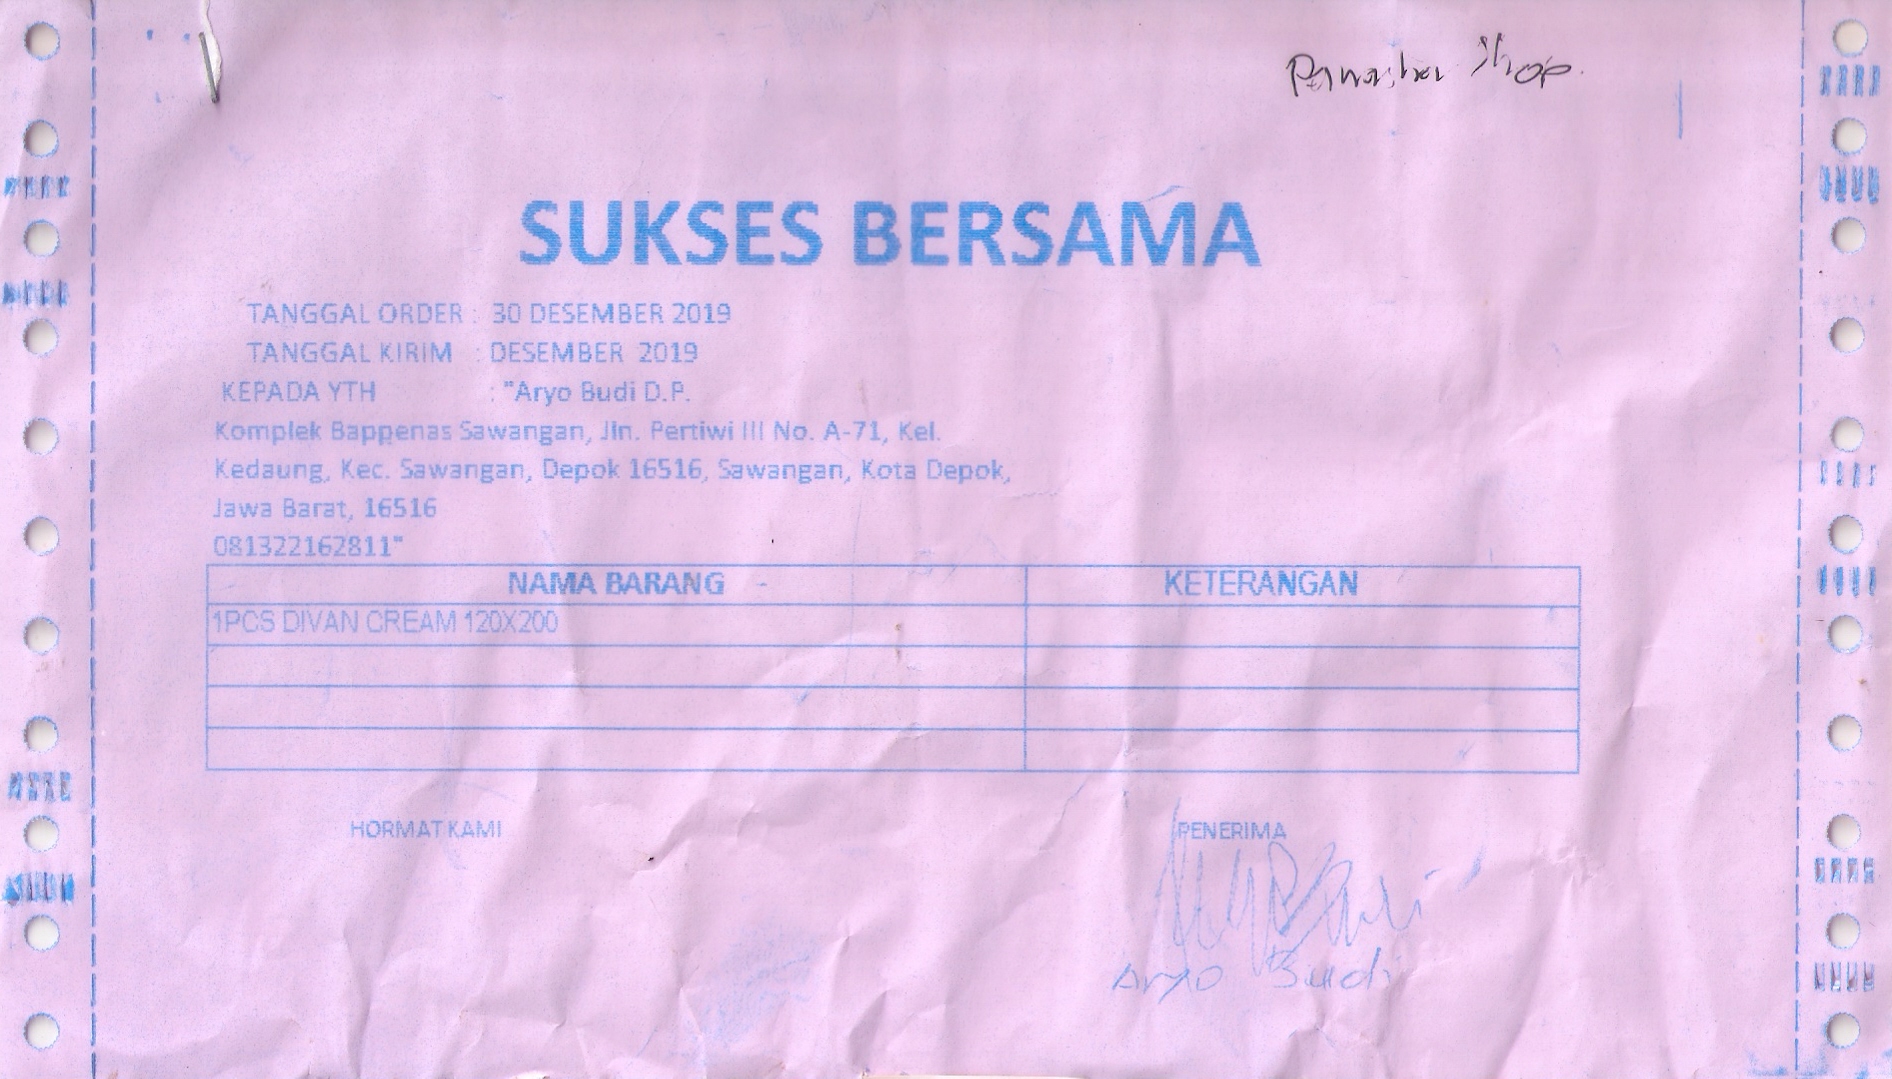 Shop
SUKSES BERSAMA
TANGGAL ORDER : 30 DESEMBER 2019
TANGGAL KIRIM : DESEMBER 2019
KEPADA YTH : "Aryo Budi D.P.
Komplek Bappenas Sawangan, Jln. Pertiwi III No. A-71, Kel.
Kedaung, Kec. Sawangan, Depok 16516, Sawangan, Kota Depok,
Jawa Barat, 16516
081322162811"
NAMA BARANG KETERANGAN
1PCS DIVAN CREAM 120X200
HORMAT KAMI PENERIMA
Aryo Budi